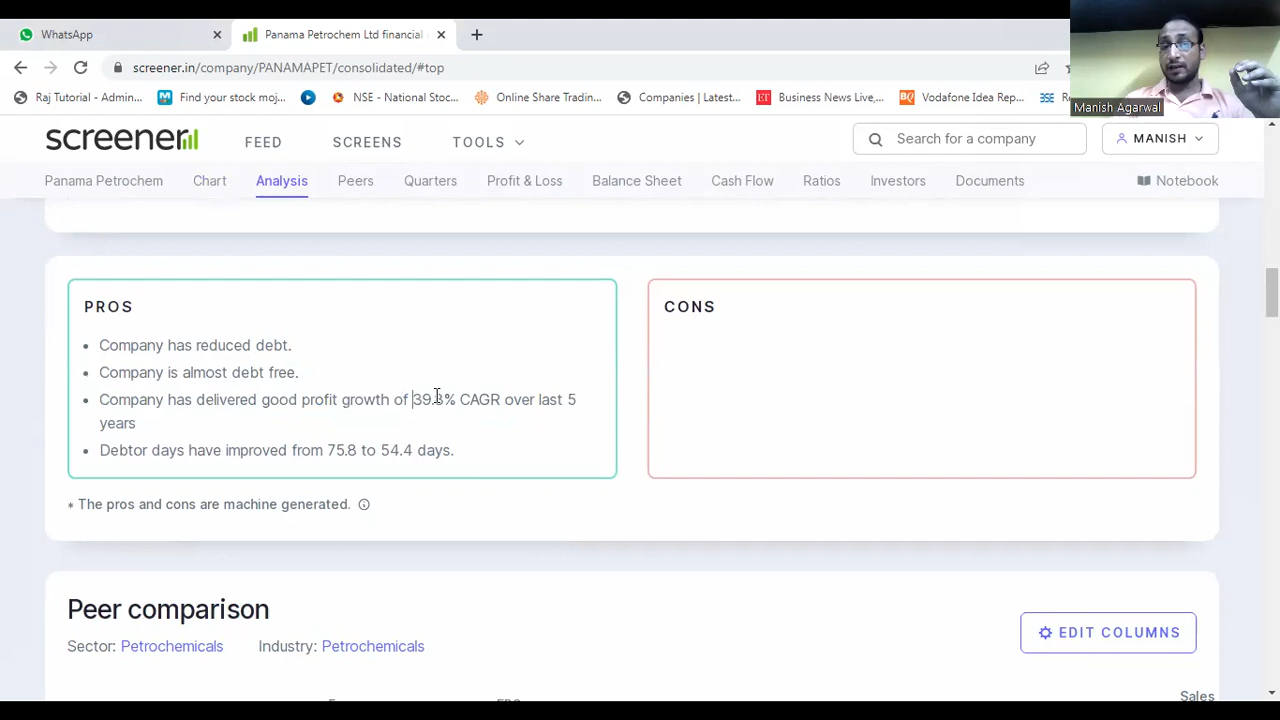 WhatsApp
Panama Petrochem Ltd financial
screener.in/company/PANAMAPET/consolidated/#top
Raj Tutorial - Admin... Find your stock moj... NSE - National Stoc... Online Share Tradin... Companies | Latest... ET Business News Live,... BQ Vodafone Idea Rep...
Manish Agarwal
screener FEED SCREENS TOOLS Search for a company MANISH
Panama Petrochem Chart Analysis Peers Quarters Profit & Loss Balance Sheet Cash Flow Ratios Investors Documents Notebook
PROS
Company has reduced debt.
Company is almost debt free.
Company has delivered good profit growth of 39.3% CAGR over last 5
years
Debtor days have improved from 75.8 to 54.4 days.
CONS
* The pros and cons are machine generated.
Peer comparison
Sector: Petrochemicals Industry: Petrochemicals
EDIT COLUMNS
Sales